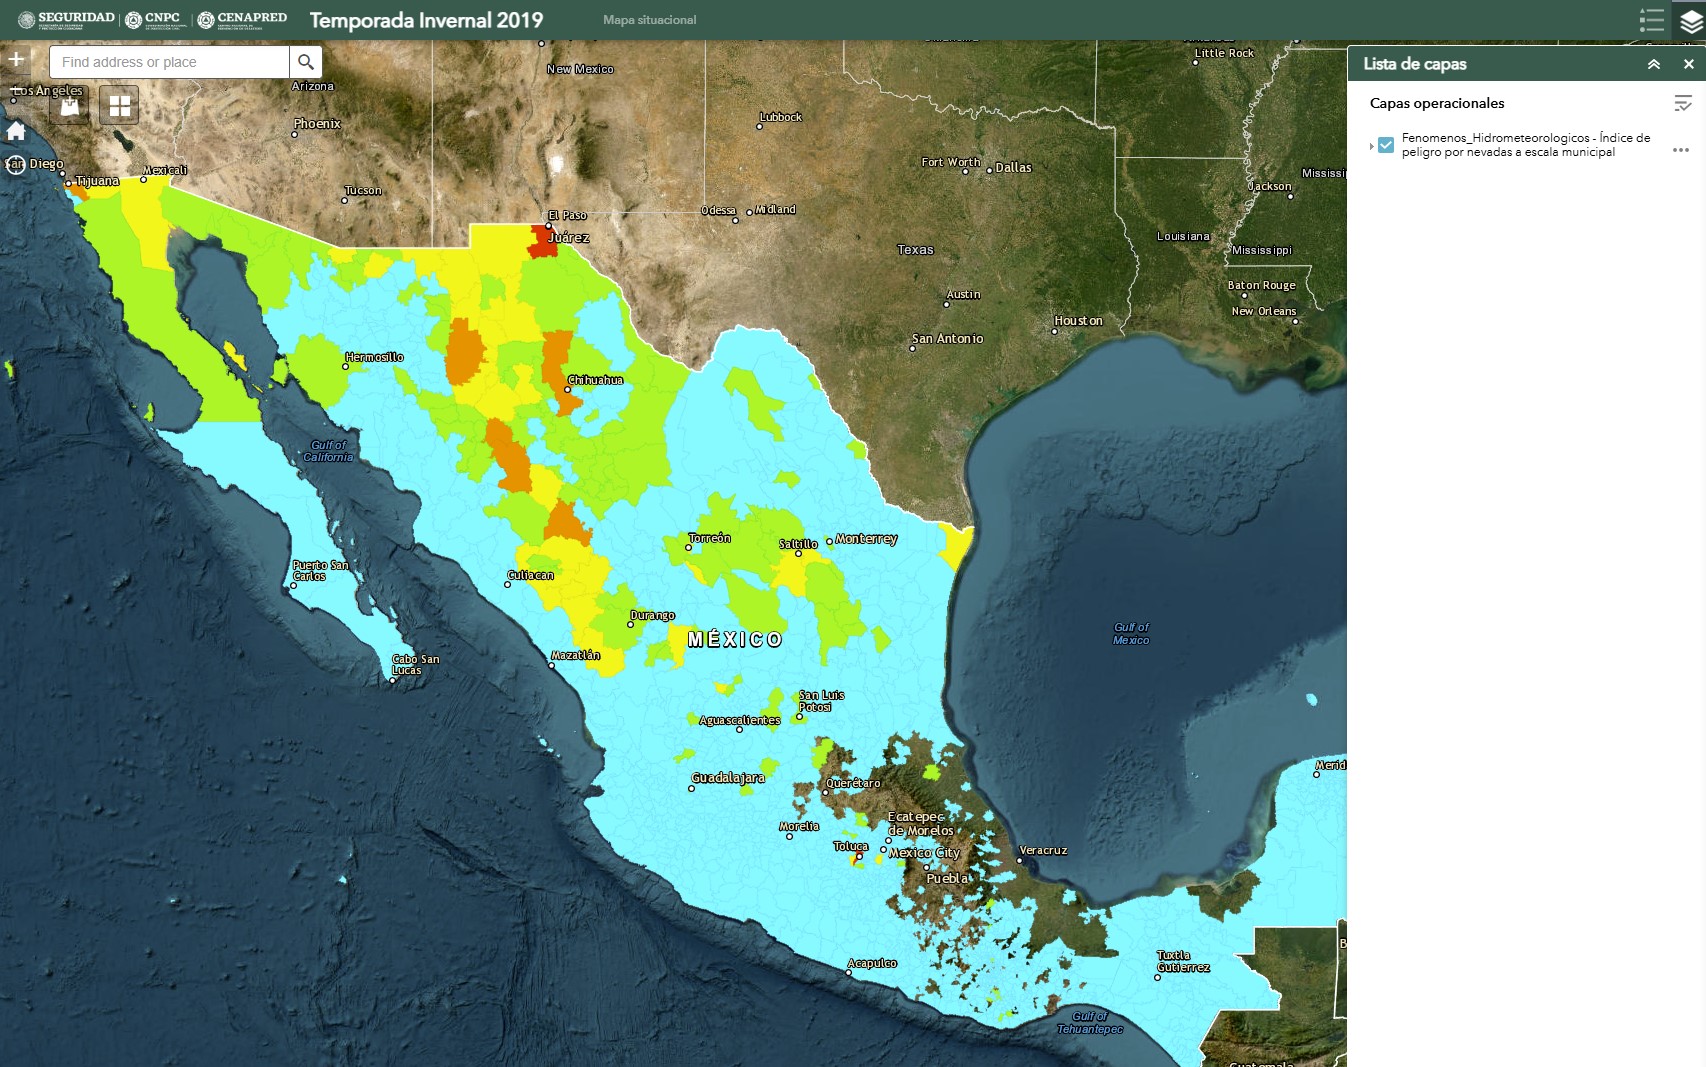 SEGURIDAD
CNPC
CENAPRED
Temporada Invernal 2019
Mapa situacional
Find address or place
Lista de capas
Capas operacionales
Fenomenos_Hidrometeorologicos - Índice de
peligro por nevadas a escala municipal
Los Angeles
San Diego
Tijuana
Mexicali
Arizona
Phoenix
Tucson
New Mexico
El Paso
Juárez
Lubbock
Fort Worth
Dallas
Odessa
Midland
Texas
Austin
San Antonio
Houston
Little Rock
Mississip
Jackson
Louisiana
Mississippi
Baton Rouge
New Orleans
Hermosillo
Chihuahua
Gulf of
California
Torreón
Saltillo
Monterrey
Puerto San
Carlos
Culiacan
Durango
MÉXICO
Gulf of
Mexico
Mazatlán
Cabo San
Lucas
San Luis
Potosí
Aguascalientes
Guadalajara
Querétaro
Merid
Morelia
Ecatepec
de Morelos
Toluca
Mexico City
Puebla
Veracruz
Acapulco
Tuxtla
Gutierrez
B
Gulf of
Tehuantepec
Guatemala